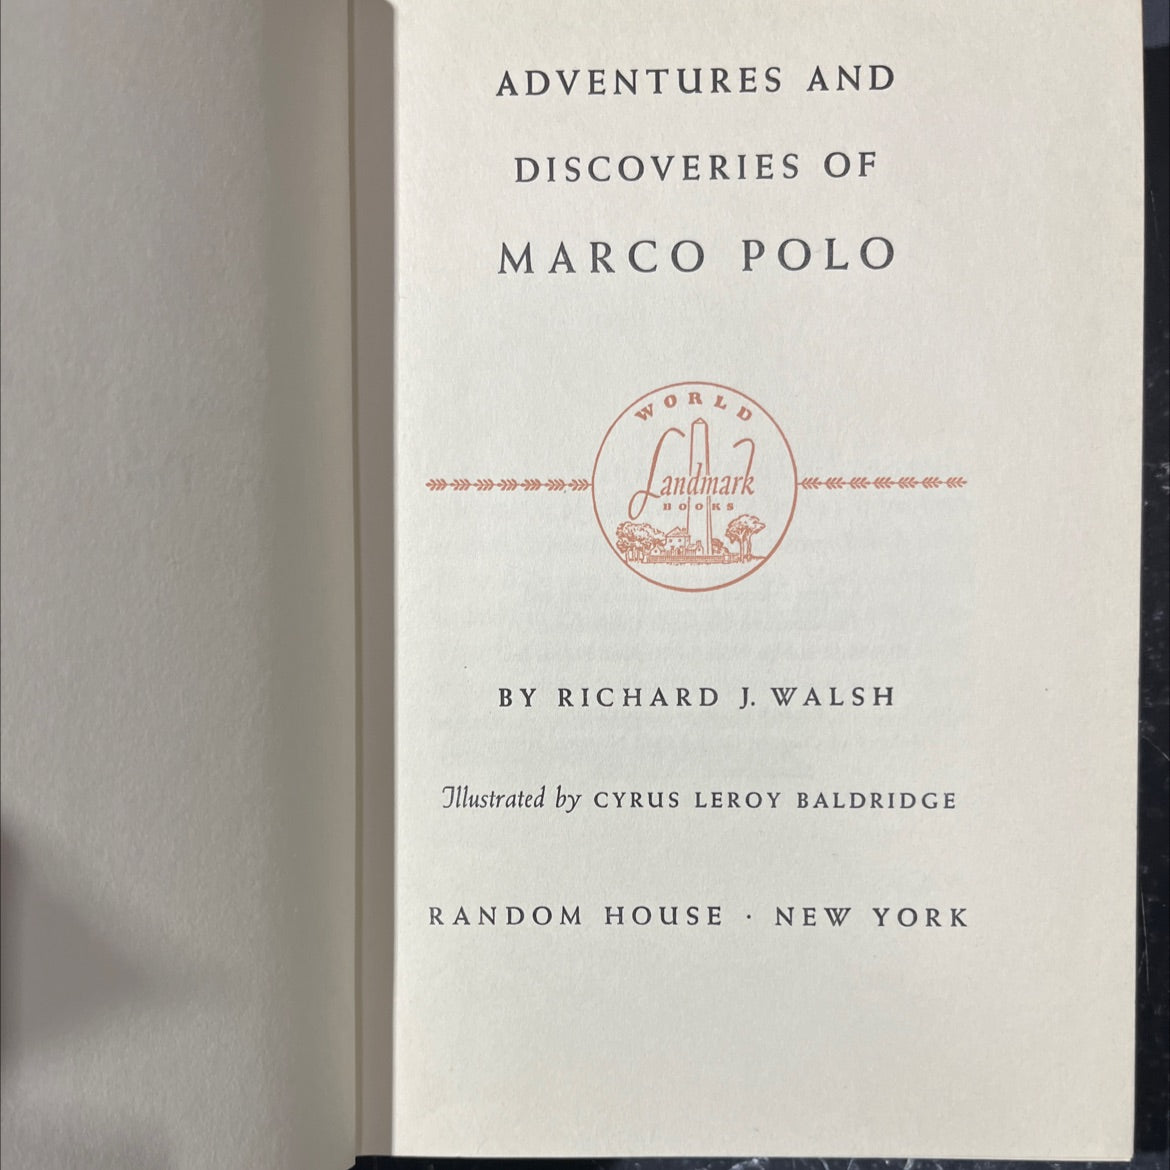 ADVENTURES AND
DISCOVERIES OF
MARCO POLO
WORLD
Landmark
BOOKS
BY RICHARD J. WALSH
Illustrated by CYRUS LEROY BALDRIDGE
RANDOM HOUSE · NEW YORK